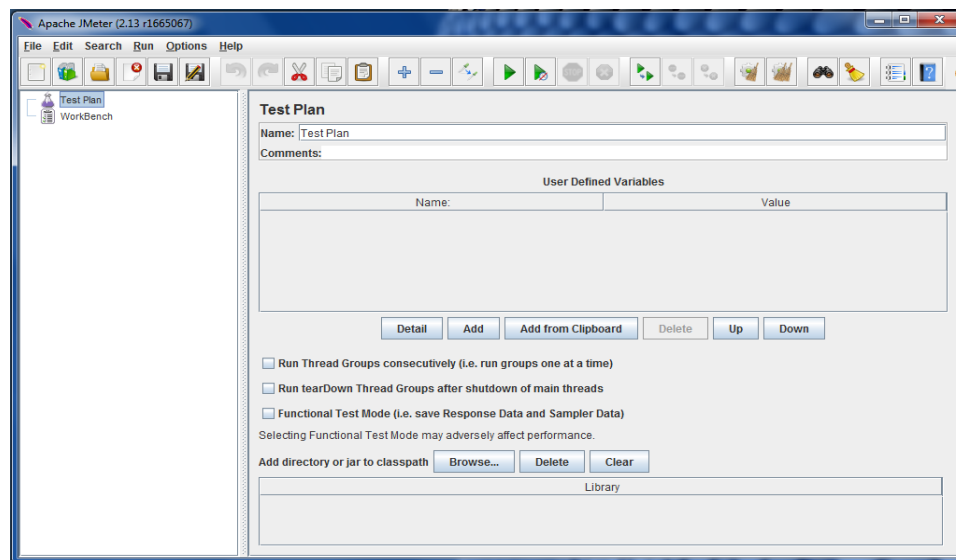 Apache JMeter (2.13 r1665067)
File Edit Search Run Options Help
Test Plan
WorkBench
Test Plan
Name: Test Plan
Comments:
User Defined Variables
Name: Value
Detail Add Add from Clipboard Delete Up Down
Run Thread Groups consecutively (i.e. run groups one at a time)
Run tearDown Thread Groups after shutdown of main threads
Functional Test Mode (i.e. save Response Data and Sampler Data)
Selecting Functional Test Mode may adversely affect performance.
Add directory or jar to classpath Browse... Delete Clear
Library